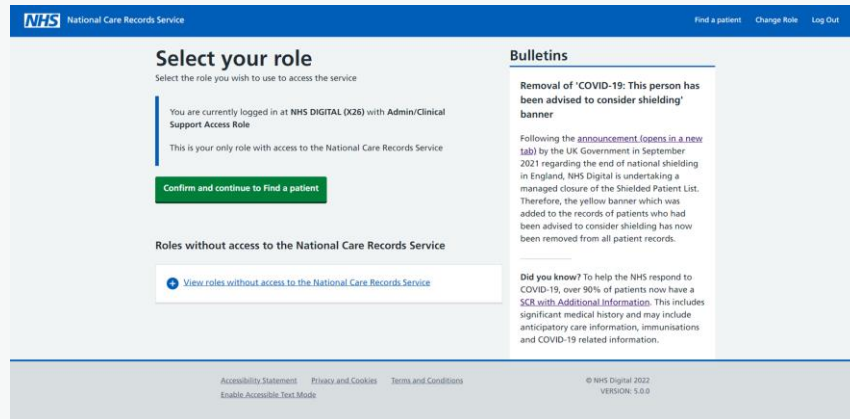 NHS National Care Records Service
Find a patient Change Role Log Out
Select your role
Select the role you wish to use to access the service
You are currently logged in at NHS DIGITAL (X26) with Admin/Clinical
Support Access Role
This is your only role with access to the National Care Records Service
Confirm and continue to Find a patient
Roles without access to the National Care Records Service
View roles without access to the National Care Records Service
Bulletins
Removal of 'COVID-19: This person has
been advised to consider shielding'
banner
Following the announcement (opens in a new
tab) by the UK Government in September
2021 regarding the end of national shielding
in England, NHS Digital is undertaking a
managed closure of the Shielded Patient List.
Therefore, the yellow banner which was
added to the records of patients who had
been advised to consider shielding has now
been removed from all patient records.
Did you know? To help the NHS respond to
COVID-19, over 90% of patients now have a
SCR with Additional Information. This includes
significant medical history and may include
anticipatory care information, immunisations
and COVID-19 related information.
Accessibility Statement Privacy and Cookies Terms and Conditions
Enable Accessible Text Mode
© NHS Digital 2022
VERSION: 5.0.0